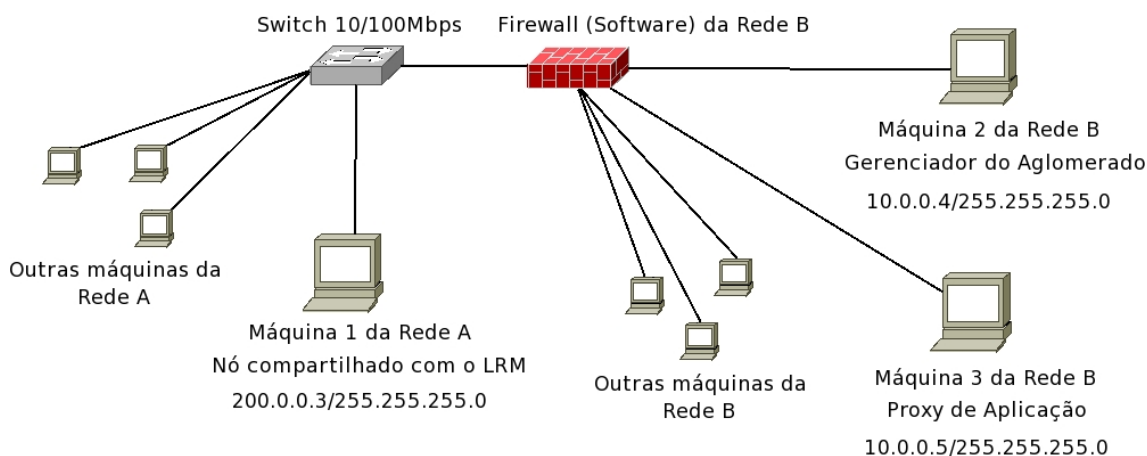 Switch 10/100Mbps
Firewall (Software) da Rede B
Máquina 2 da Rede B
Gerenciador do Aglomerado
10.0.0.4/255.255.255.0
Outras máquinas da
Rede A
Máquina 1 da Rede A
Nó compartilhado com o LRM
200.0.0.3/255.255.255.0
Outras máquinas da
Rede B
Máquina 3 da Rede B
Proxy de Aplicação
10.0.0.5/255.255.255.0